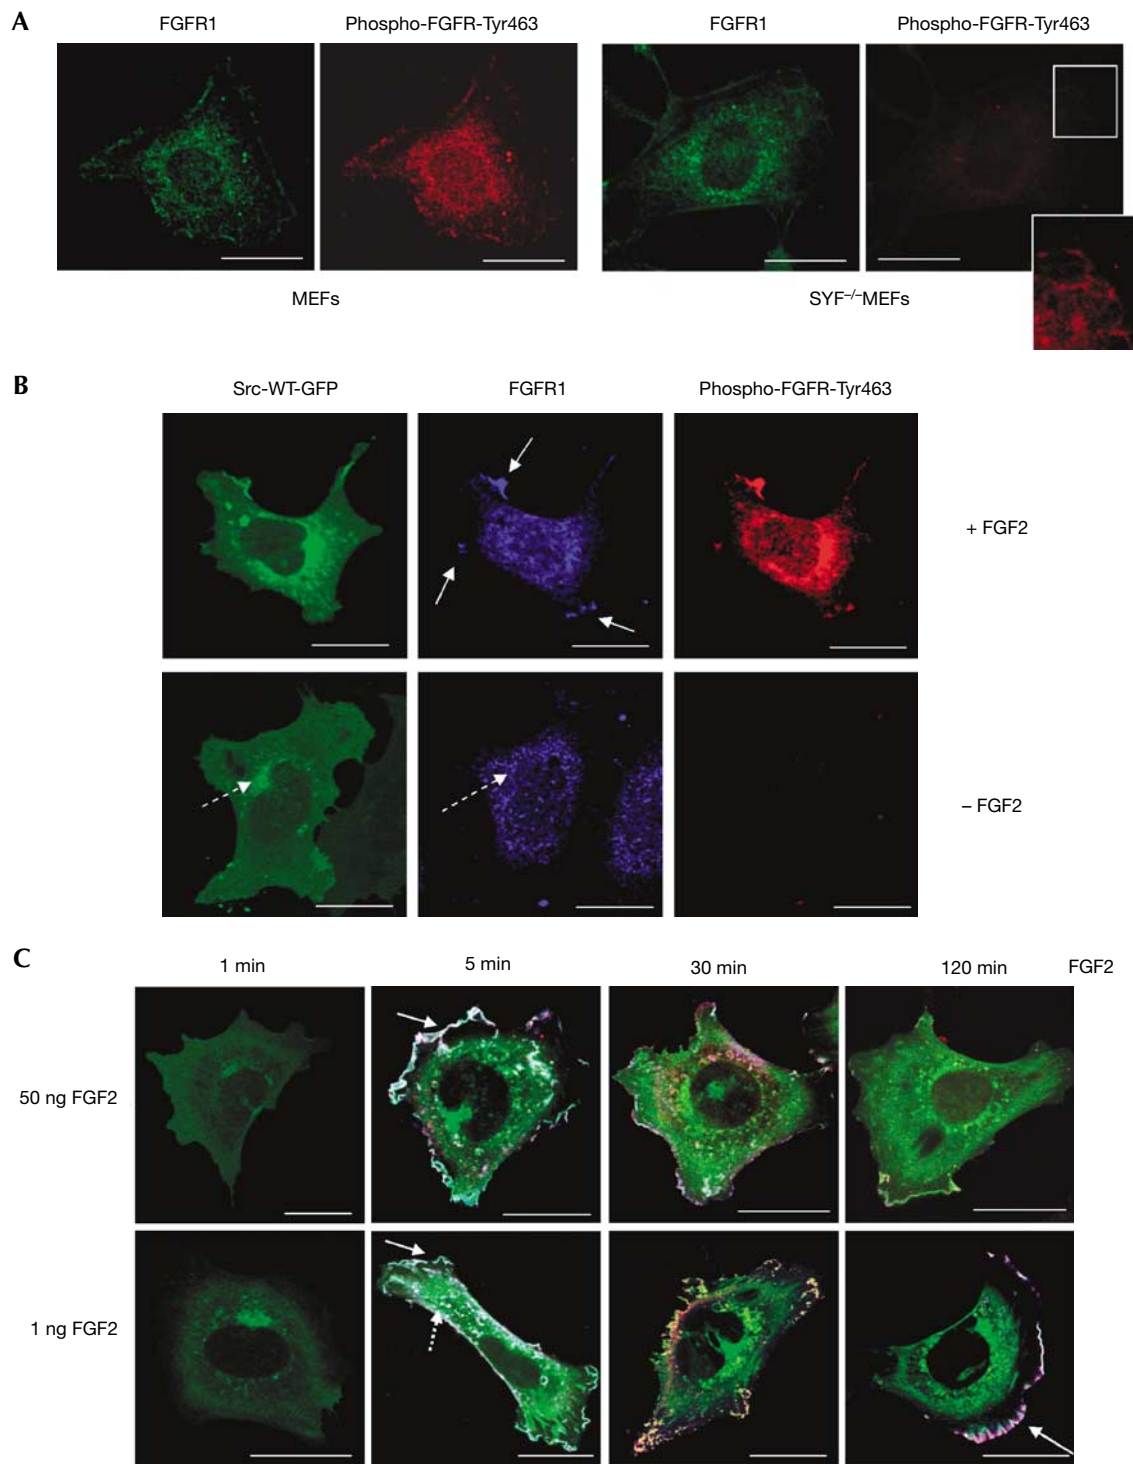 A
FGFR1 Phospho-FGFR-Tyr463 FGFR1 Phospho-FGFR-Tyr463
MEFs SYF–/–MEFs
B
Src-WT-GFP FGFR1 Phospho-FGFR-Tyr463
+ FGF2
– FGF2
C
1 min 5 min 30 min 120 min FGF2
50 ng FGF2
1 ng FGF2